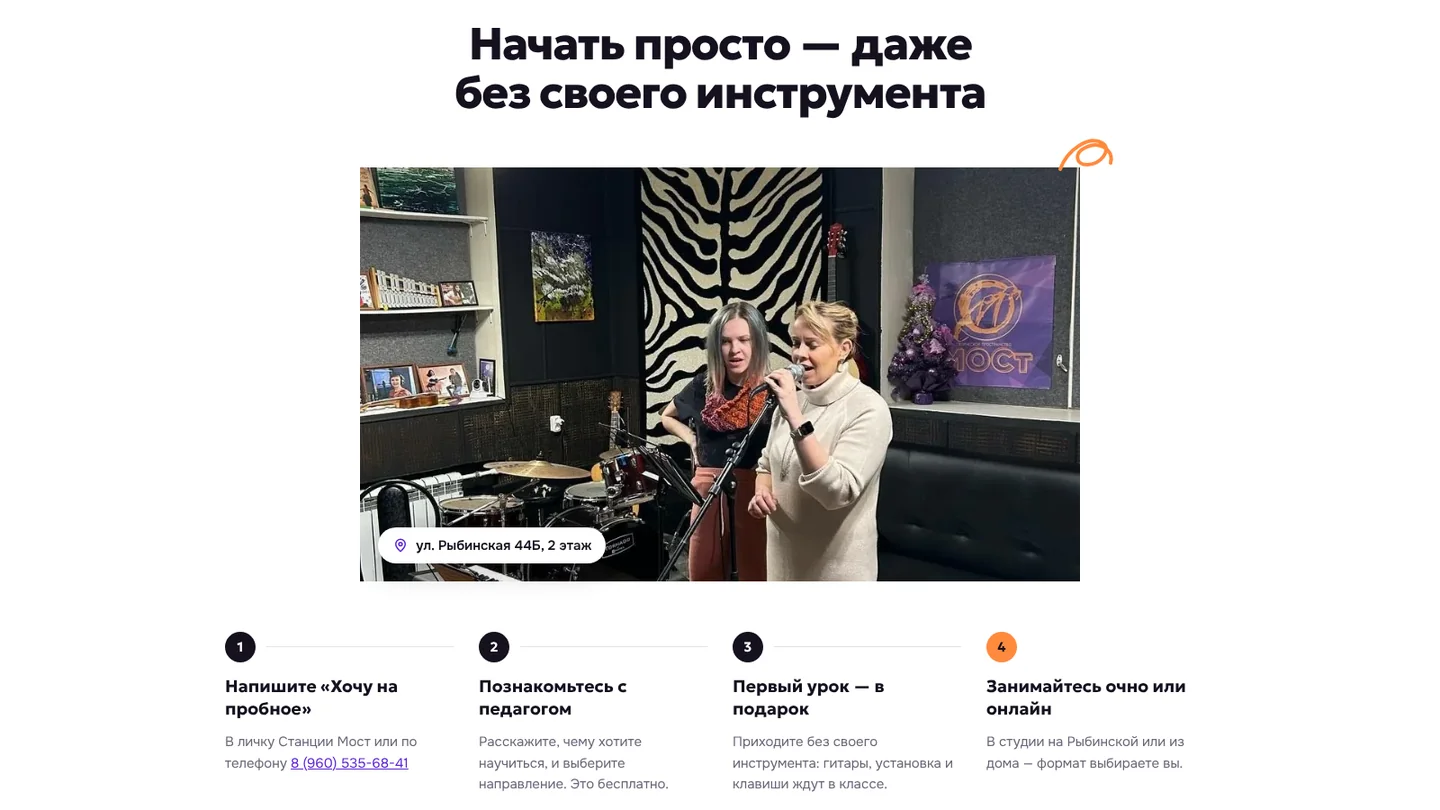 Начать просто — даже
без своего инструмента
МОСТ
ул. Рыбинская 44Б, 2 этаж
1
2
3
4
Напишите «Хочу на
пробное»
В личку Станции Мост или по
телефону 8 (960) 535-68-41
Познакомьтесь с
педагогом
Расскажите, чему хотите
научиться, и выберите
направление. Это бесплатно.
Первый урок — в
подарок
Приходите без своего
инструмента: гитары, установка и
клавиши ждут в классе.
Занимайтесь очно или
онлайн
В студии на Рыбинской или из
дома — формат выбираете вы.